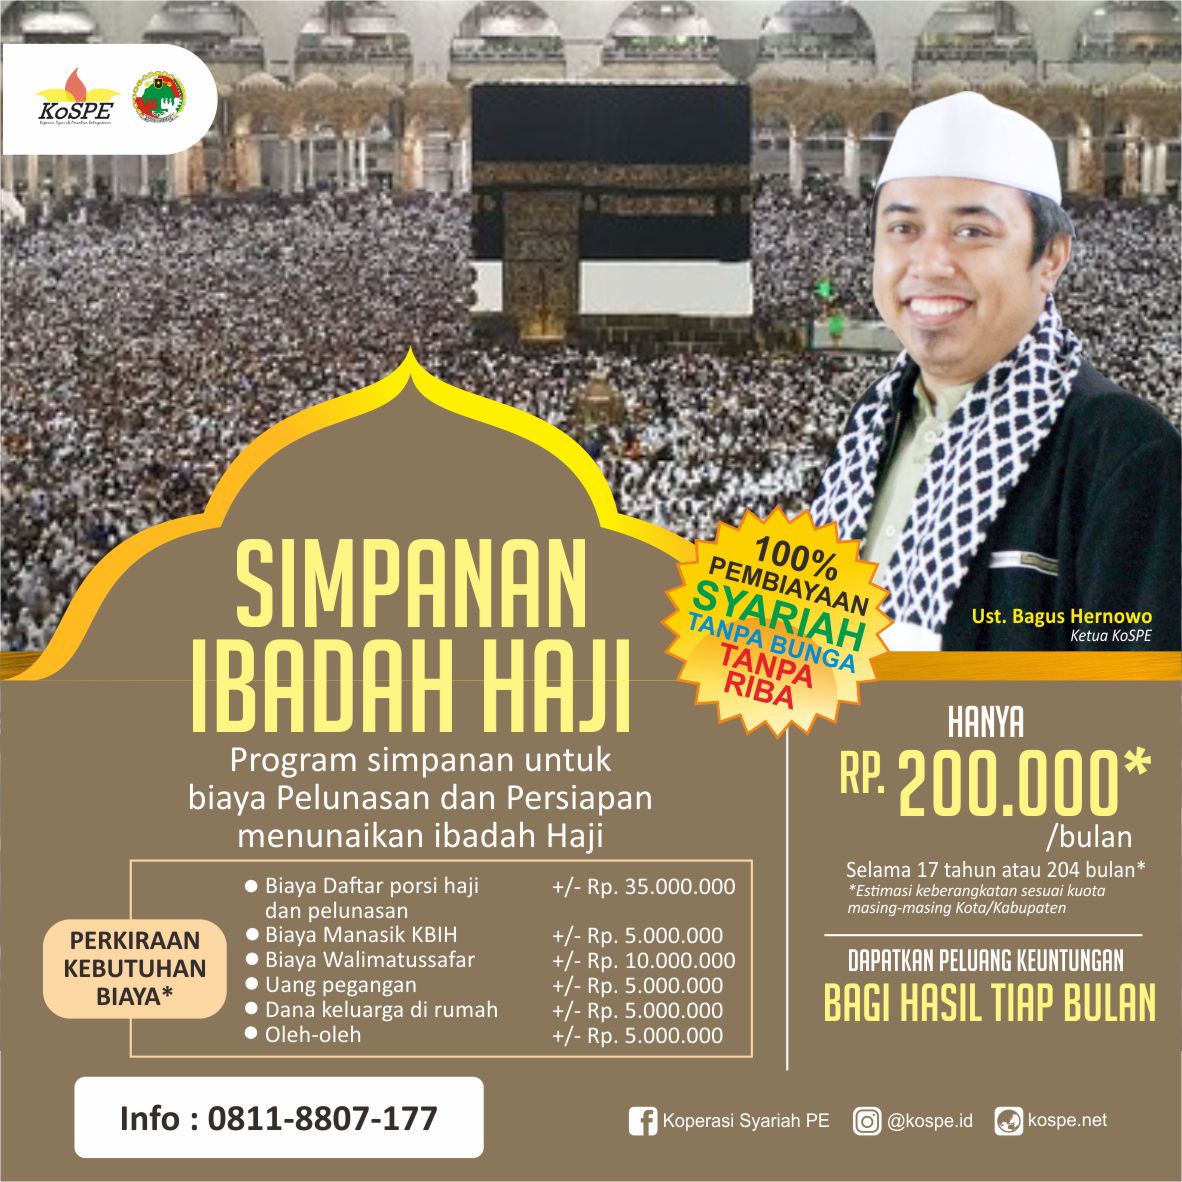 KoSPE
SIMPANAN
IBADAH HAJI
Program simpanan untuk
biaya Pelunasan dan Persiapan
menunaikan ibadah Haji
100%
PEMBIAYAAN
SYARIAH
TANPA BUNGA
TANPA
RIBA
Ust. Bagus Hernowo
Ketua KoSPE
HANYA
RP. 200.000*
/bulan
Selama 17 tahun atau 204 bulan*
*Estimasi keberangkatan sesuai kuota
masing-masing Kota/Kabupaten
DAPATKAN PELUANG KEUNTUNGAN
BAGI HASIL TIAP BULAN
PERKIRAAN
KEBUTUHAN
BIAYA*
Biaya Daftar porsi haji +/- Rp. 35.000.000
dan pelunasan
Biaya Manasik KBIH +/- Rp. 5.000.000
Biaya Walimatussafar +/- Rp. 10.000.000
Uang pegangan +/- Rp. 5.000.000
Dana keluarga di rumah +/- Rp. 5.000.000
Oleh-oleh +/- Rp. 5.000.000
Info : 0811-8807-177
Koperasi Syariah PE @kospe.id kospe.net